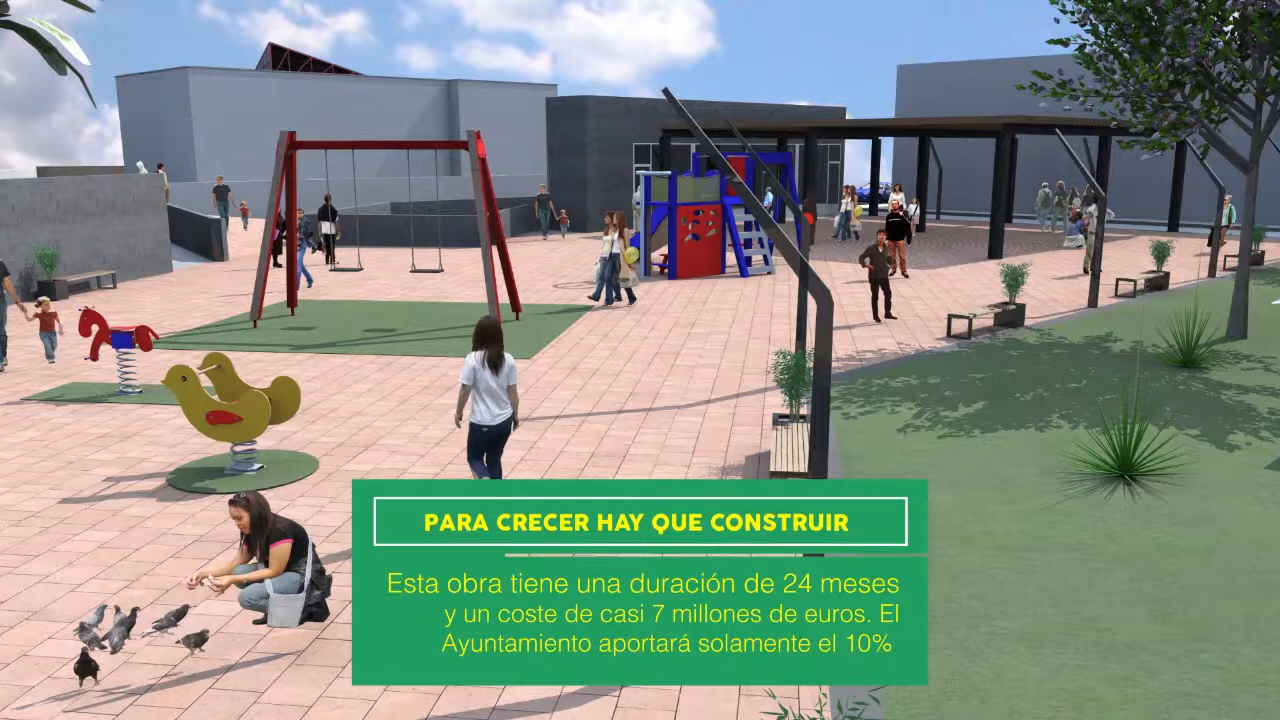 PARA CRECER HAY QUE CONSTRUIR
Esta obra tiene una duración de 24 meses
y un coste de casi 7 millones de euros. El
Ayuntamiento aportará solamente el 10%